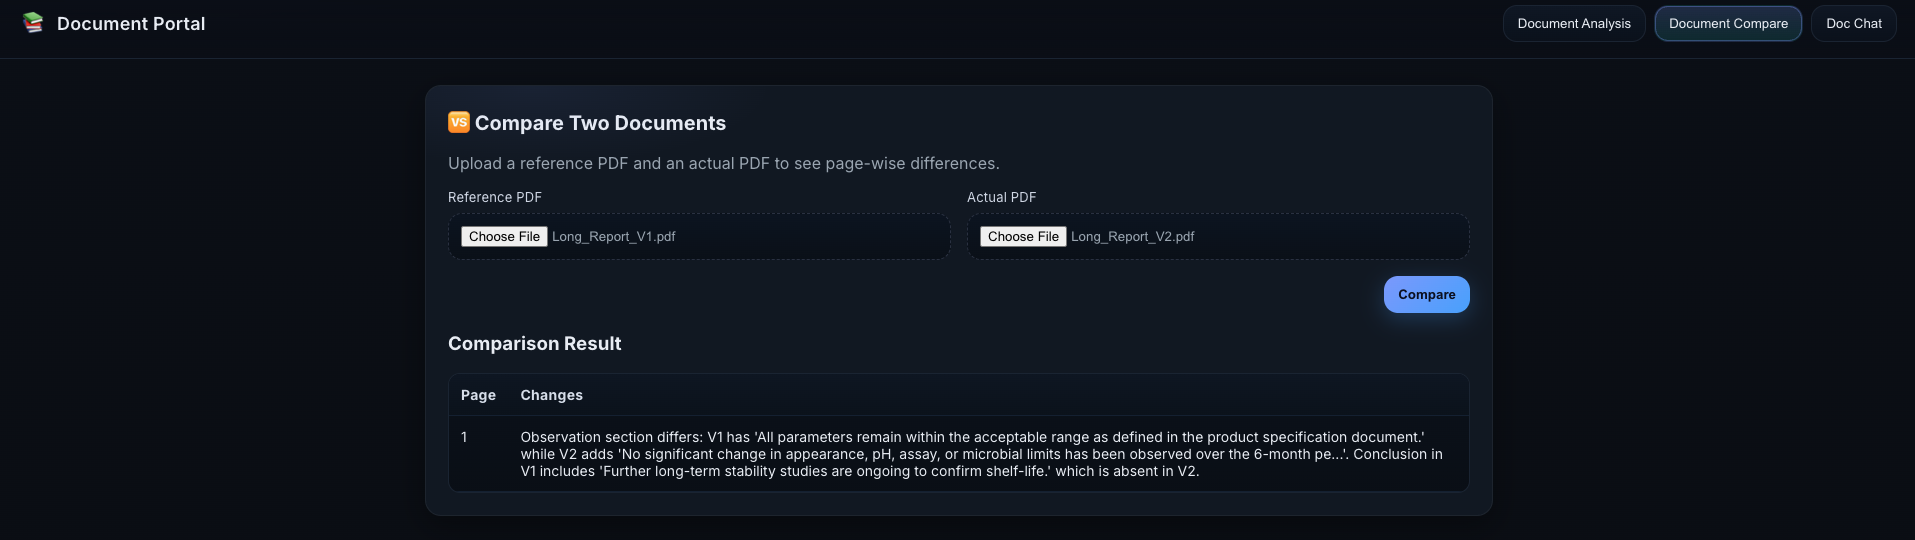 Document Portal
Document Analysis
Document Compare
Doc Chat
VS Compare Two Documents
Upload a reference PDF and an actual PDF to see page-wise differences.
Reference PDF
Actual PDF
Choose File Long_Report_V1.pdf
Choose File Long_Report_V2.pdf
Compare
Comparison Result
Page Changes
1 Observation section differs: V1 has 'All parameters remain within the acceptable range as defined in the product specification document.'
while V2 adds 'No significant change in appearance, pH, assay, or microbial limits has been observed over the 6-month pe...'. Conclusion in
V1 includes 'Further long-term stability studies are ongoing to confirm shelf-life.' which is absent in V2.